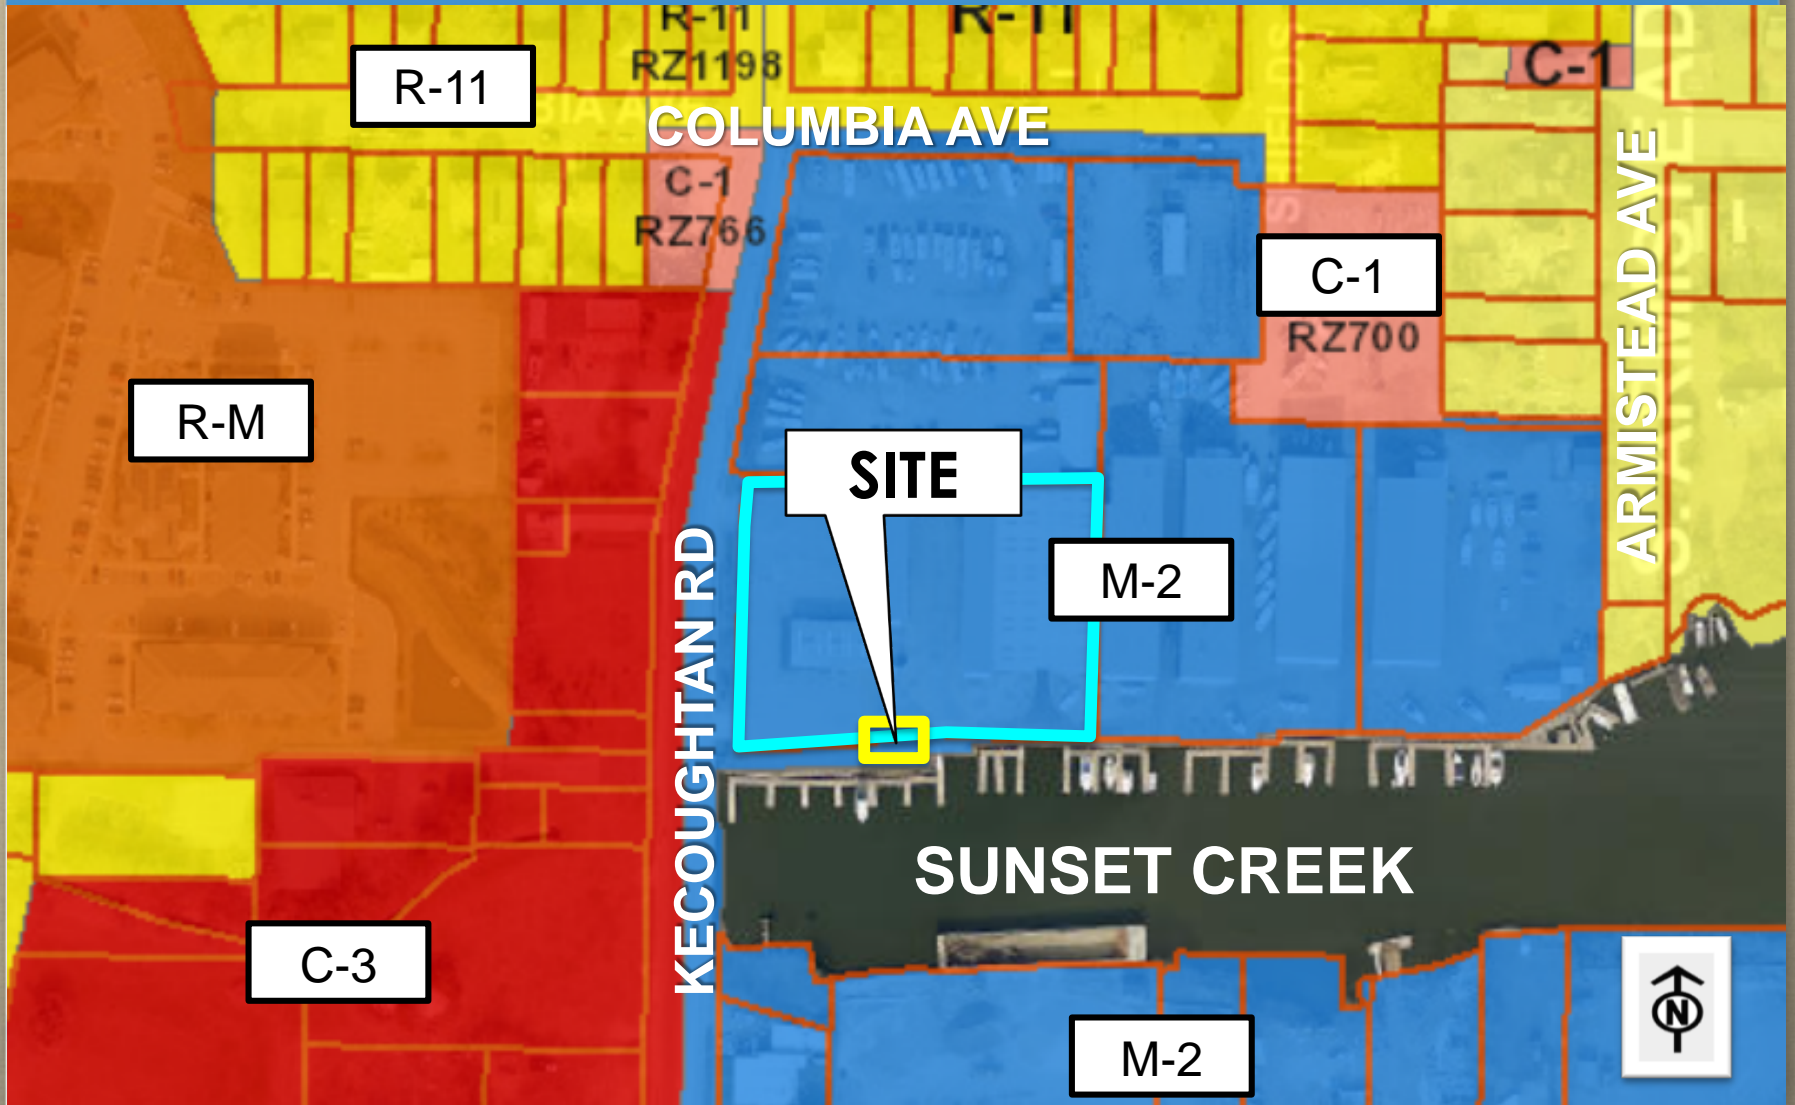 R-11
RZ1198
R-11
C-1
R-11
COLUMBIA AVE
C-1
RZ766
ARMISTEAD AVE
C-1
RZ700
R-M
SITE
M-2
KECOUGHTAN RD
SUNSET CREEK
C-3
M-2
N